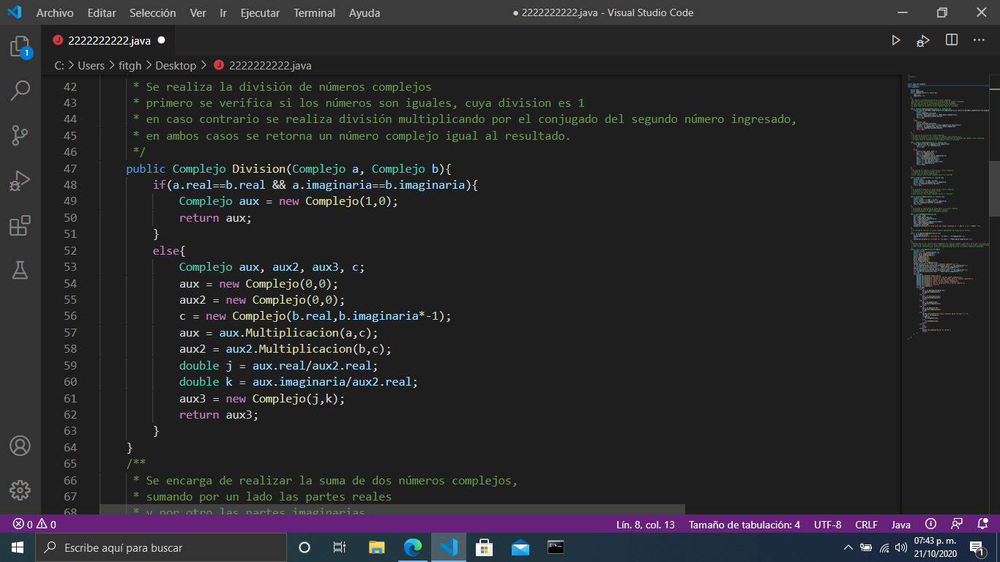 Archivo Editar Selección Ver Ir Ejecutar Terminal Ayuda ● 2222222222.java - Visual Studio Code
2222222222.java
C: > Users > fitgh > Desktop > 2222222222.java
1
42 * Se realiza la división de números complejos
43 * primero se verifica si los números son iguales, cuya division es 1
44 * en caso contrario se realiza división multiplicando por el conjugado del segundo número ingresado,
45 * en ambos casos se retorna un número complejo igual al resultado.
46 */
47 public Complejo Division(Complejo a, Complejo b){
48 if(a.real==b.real && a.imaginaria==b.imaginaria){
49 Complejo aux = new Complejo(1,0);
50 return aux;
51 }
52 else{
53 Complejo aux, aux2, aux3, c;
54 aux = new Complejo(0,0);
55 aux2 = new Complejo(0,0);
56 c = new Complejo(b.real,b.imaginaria*-1);
57 aux = aux.Multiplicacion(a,c);
58 aux2 = aux2.Multiplicacion(b,c);
59 double j = aux.real/aux2.real;
60 double k = aux.imaginaria/aux2.real;
61 aux3 = new Complejo(j,k);
62 return aux3;
63 }
64 }
65 /**
66 * Se encarga de realizar la suma de dos números complejos,
67 * sumando por un lado las partes reales
68 * y por otro las partes imaginarias
0 0 Lín. 8, col. 13 Tamaño de tabulación: 4 UTF-8 CRLF Java
Escribe aquí para buscar
07:43 p. m.
21/10/2020
1